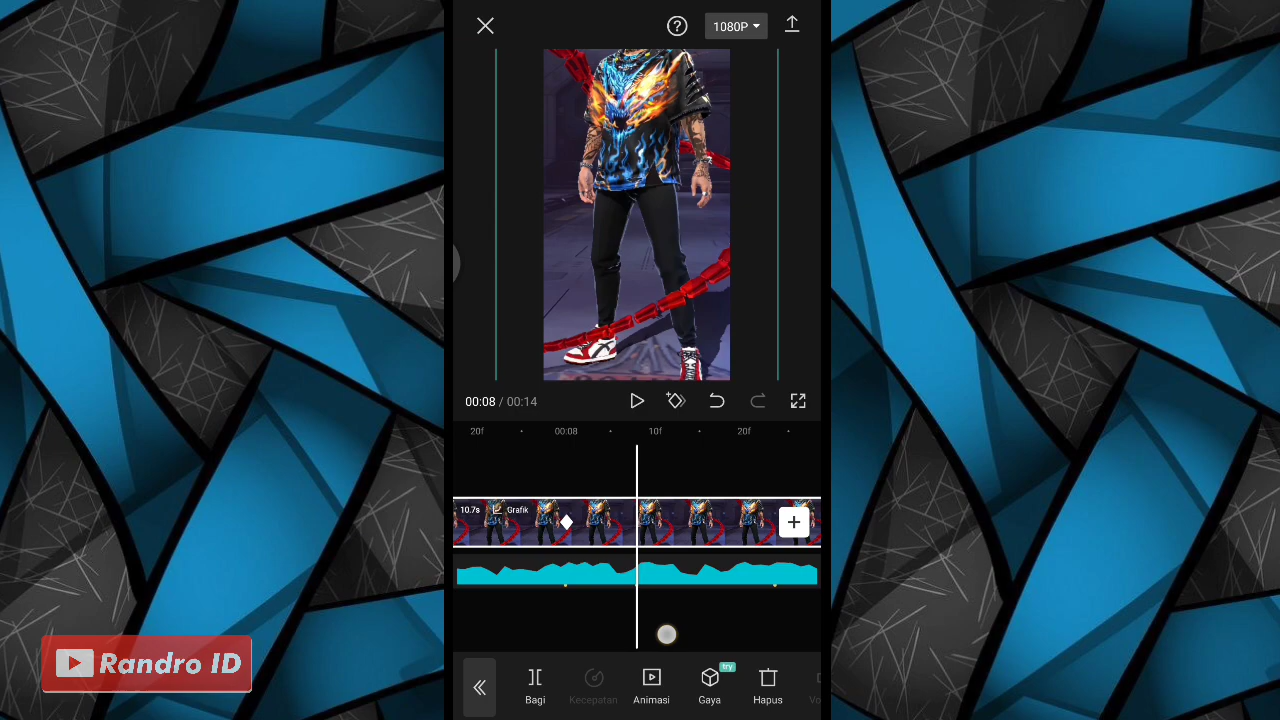 1080P
00:08 / 00:14
20f
00:08
10f
20f
10.7s
Grafik
Randro ID
try
Bagi
Kecepatan
Animasi
Gaya
Hapus
Vo